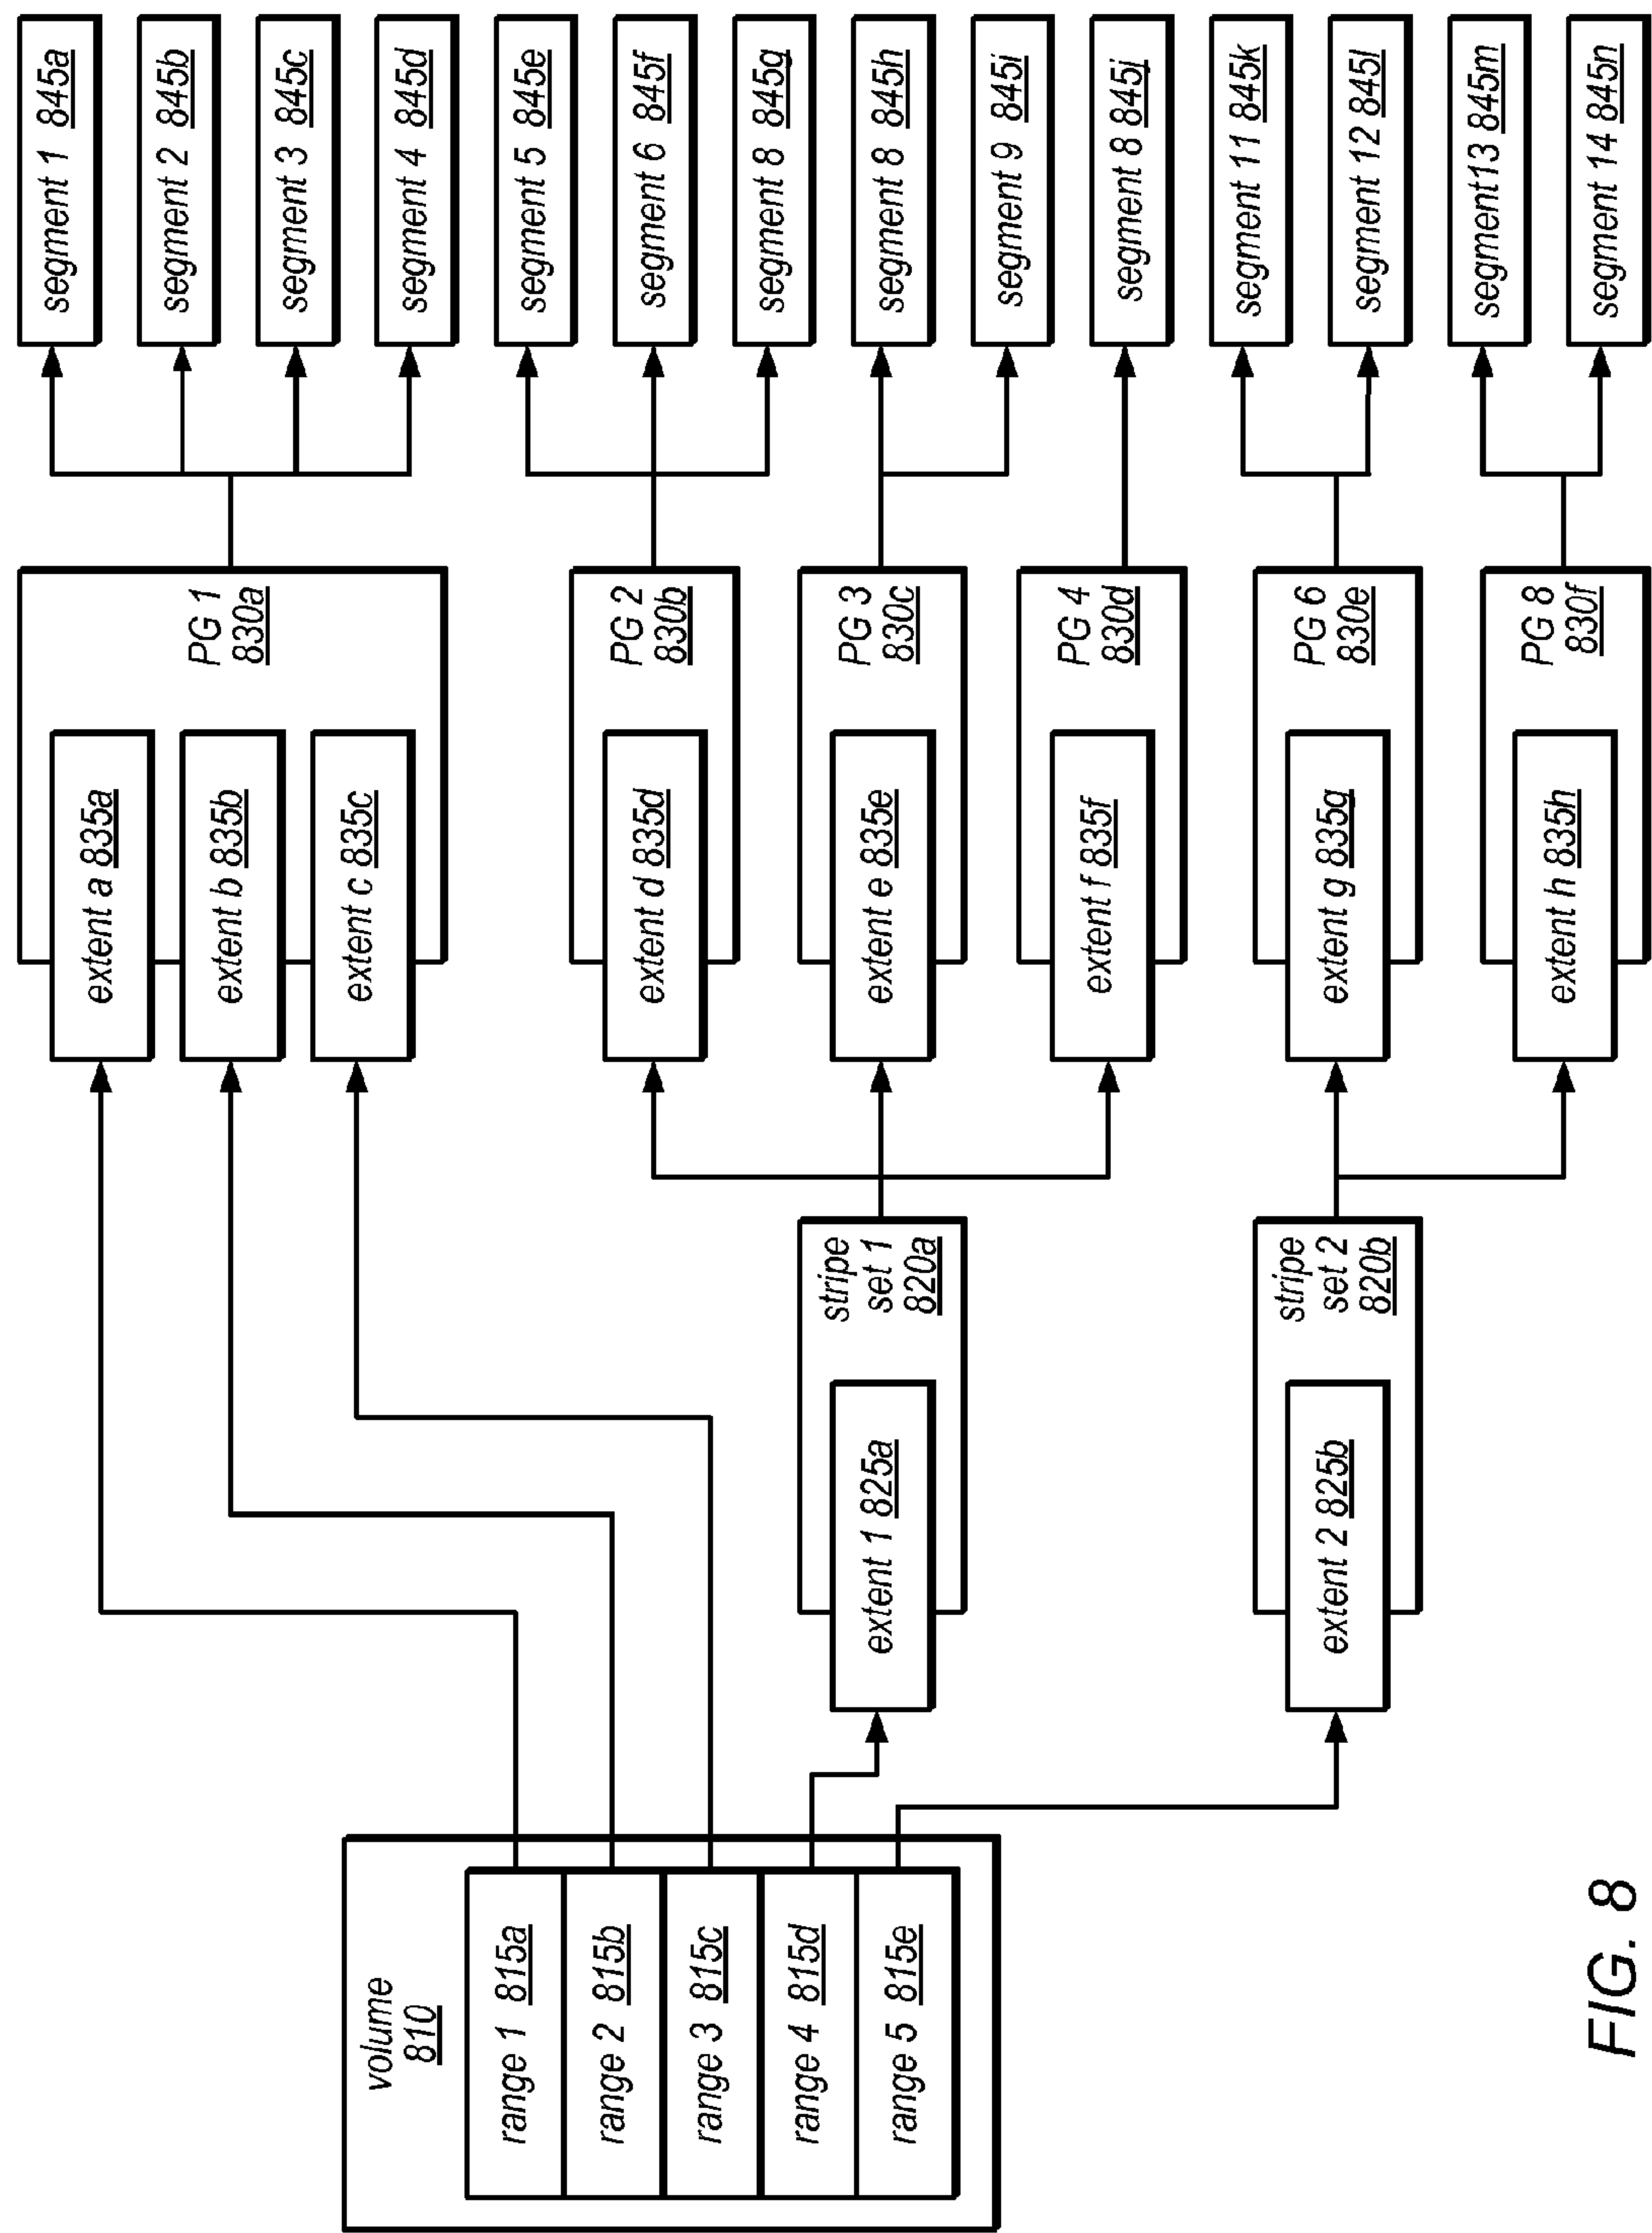 volume
810
range 1 815a
range 2 815b
range 3 815c
range 4 815d
range 5 815e
extent 1 825a
stripe
set 1
820a
extent 2 825b
stripe
set 2
820b
extent a 835a
extent b 835b
extent c 835c
PG 1
830a
extent d 835d
PG 2
830b
extent e 835e
PG 3
830c
extent f 835f
PG 4
830d
extent g 835g
PG 6
830e
extent h 835h
PG 8
830f
segment 1 845a
segment 2 845b
segment 3 845c
segment 4 845d
segment 5 845e
segment 6 845f
segment 8 845g
segment 8 845h
segment 9 845i
segment 8 845j
segment 11 845k
segment 12 845l
segment13 845m
segment 14 845n
FIG. 8